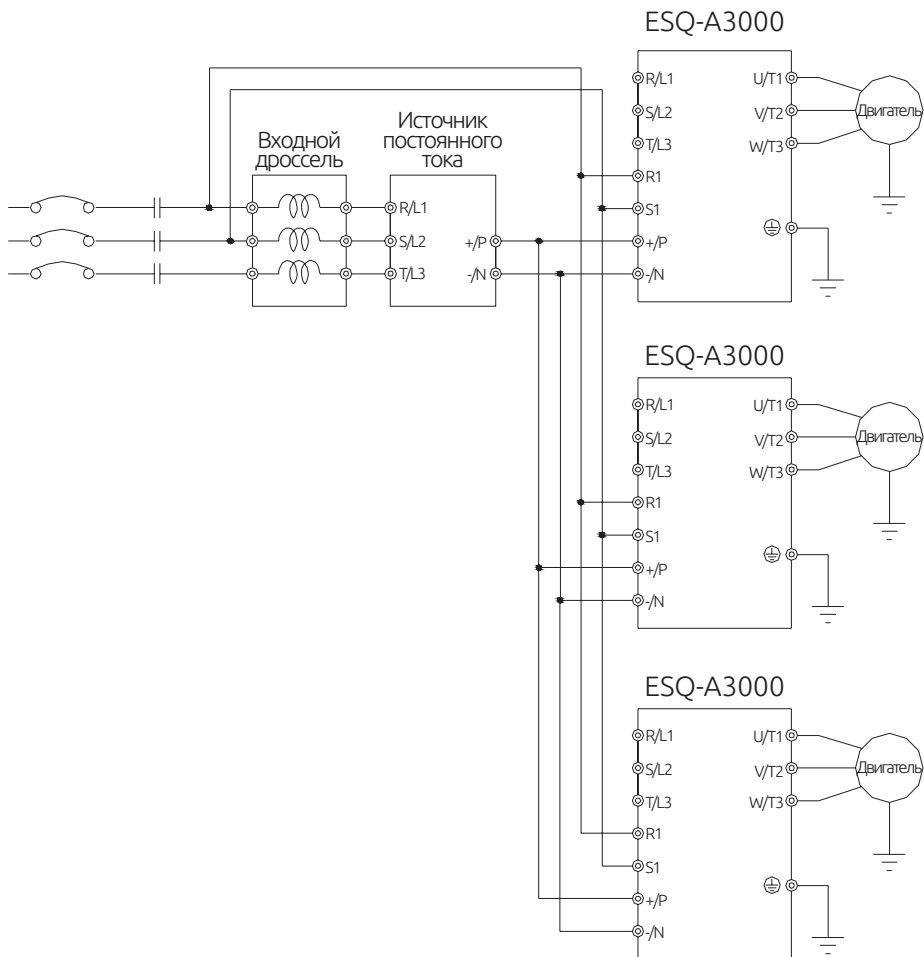 ESQ-A3000
R/L1
U/T1
S/L2
V/T2
T/L3
W/T3
Двигатель
R1
S1
+/P
-/N
Входной
дроссель
Источник
постоянного
тока
R/L1
S/L2
+/P
T/L3
-/N
ESQ-A3000
R/L1
U/T1
S/L2
V/T2
T/L3
W/T3
Двигатель
R1
S1
+/P
-/N
ESQ-A3000
R/L1
U/T1
S/L2
V/T2
T/L3
W/T3
Двигатель
R1
S1
+/P
-/N